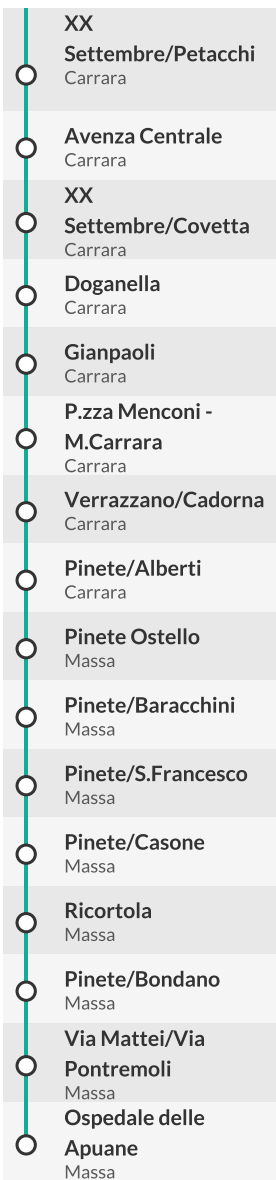 XX
Settembre/Petacchi
Carrara
Avenza Centrale
Carrara
XX
Settembre/Covetta
Carrara
Doganella
Carrara
Gianpaoli
Carrara
P.zza Menconi -
M.Carrara
Carrara
Verrazzano/Cadorna
Carrara
Pinete/Alberti
Carrara
Pinete Ostello
Massa
Pinete/Baracchini
Massa
Pinete/S.Francesco
Massa
Pinete/Casone
Massa
Ricortola
Massa
Pinete/Bondano
Massa
Via Mattei/Via
Pontremoli
Massa
Ospedale delle
Apuane
Massa